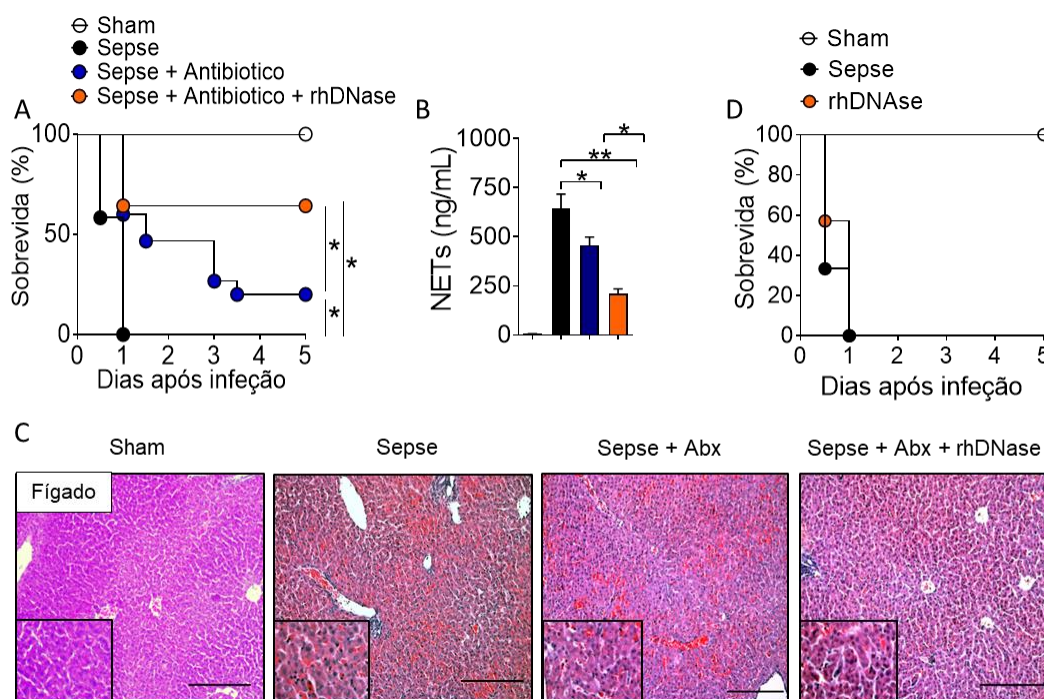 Sham
Sepse
Sepse + Antibiotico
Sepse + Antibiotico + rhDNase
A
100
50
0
Sobrevida (%)
0 1 2 3 4 5
Dias após infeção
*
*
*
B
1000
750
500
250
0
NETs (ng/mL)
*
**
*
Sham
Sepse
rhDNAse
D
100
80
60
40
20
0
Sobrevida (%)
0 1 2 3 4 5
Dias após infeção
C
Sham
Sepse
Sepse + Abx
Sepse + Abx + rhDNase
Fígado